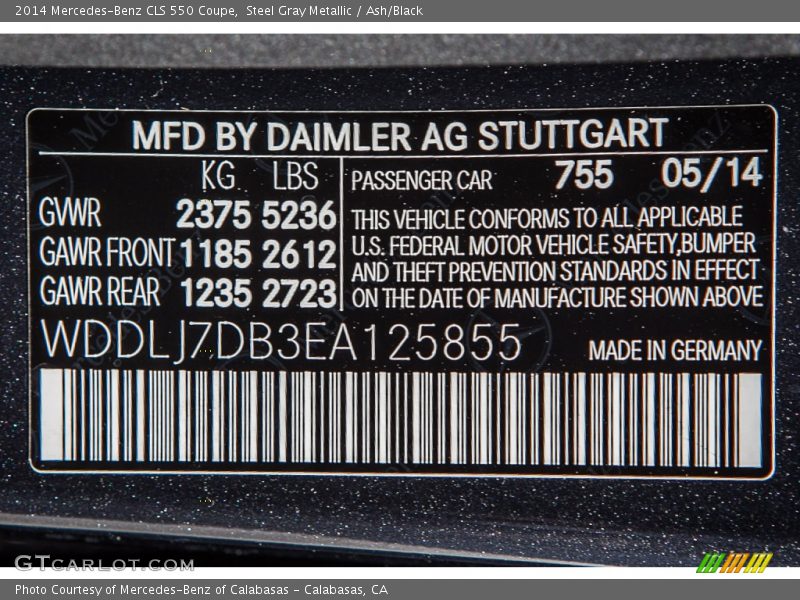 2014 Mercedes-Benz CLS 550 Coupe, Steel Gray Metallic / Ash/Black
MFD BY DAIMLER AG STUTTGART
KG LBS
GVWR 2375 5236
GAWR FRONT 1185 2612
GAWR REAR 1235 2723
PASSENGER CAR 755 05/14
THIS VEHICLE CONFORMS TO ALL APPLICABLE
U.S. FEDERAL MOTOR VEHICLE SAFETY,BUMPER
AND THEFT PREVENTION STANDARDS IN EFFECT
ON THE DATE OF MANUFACTURE SHOWN ABOVE
WDDLJ7DB3EA125855
MADE IN GERMANY
GTCARLOT.COM
Photo Courtesy of Mercedes-Benz of Calabasas - Calabasas, CA